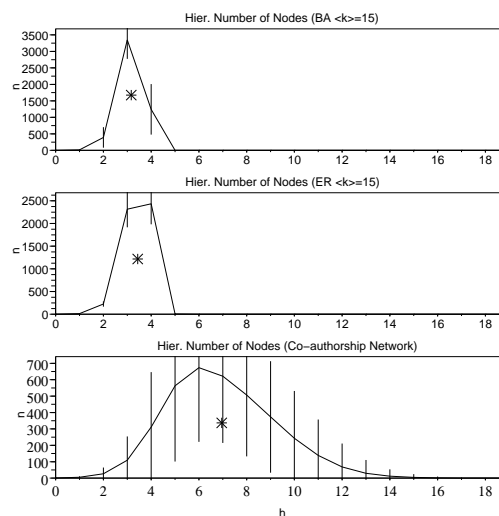 Hier. Number of Nodes (BA <k>=15)
3500
3000
2500
2000
1500
1000
500
0
n
0 2 4 6 8 10 12 14 16 18
Hier. Number of Nodes (ER <k>=15)
2500
2000
1500
1000
500
0
n
0 2 4 6 8 10 12 14 16 18
Hier. Number of Nodes (Co-authorship Network)
700
600
500
400
300
200
100
0
n
0 2 4 6 8 10 12 14 16 18
h